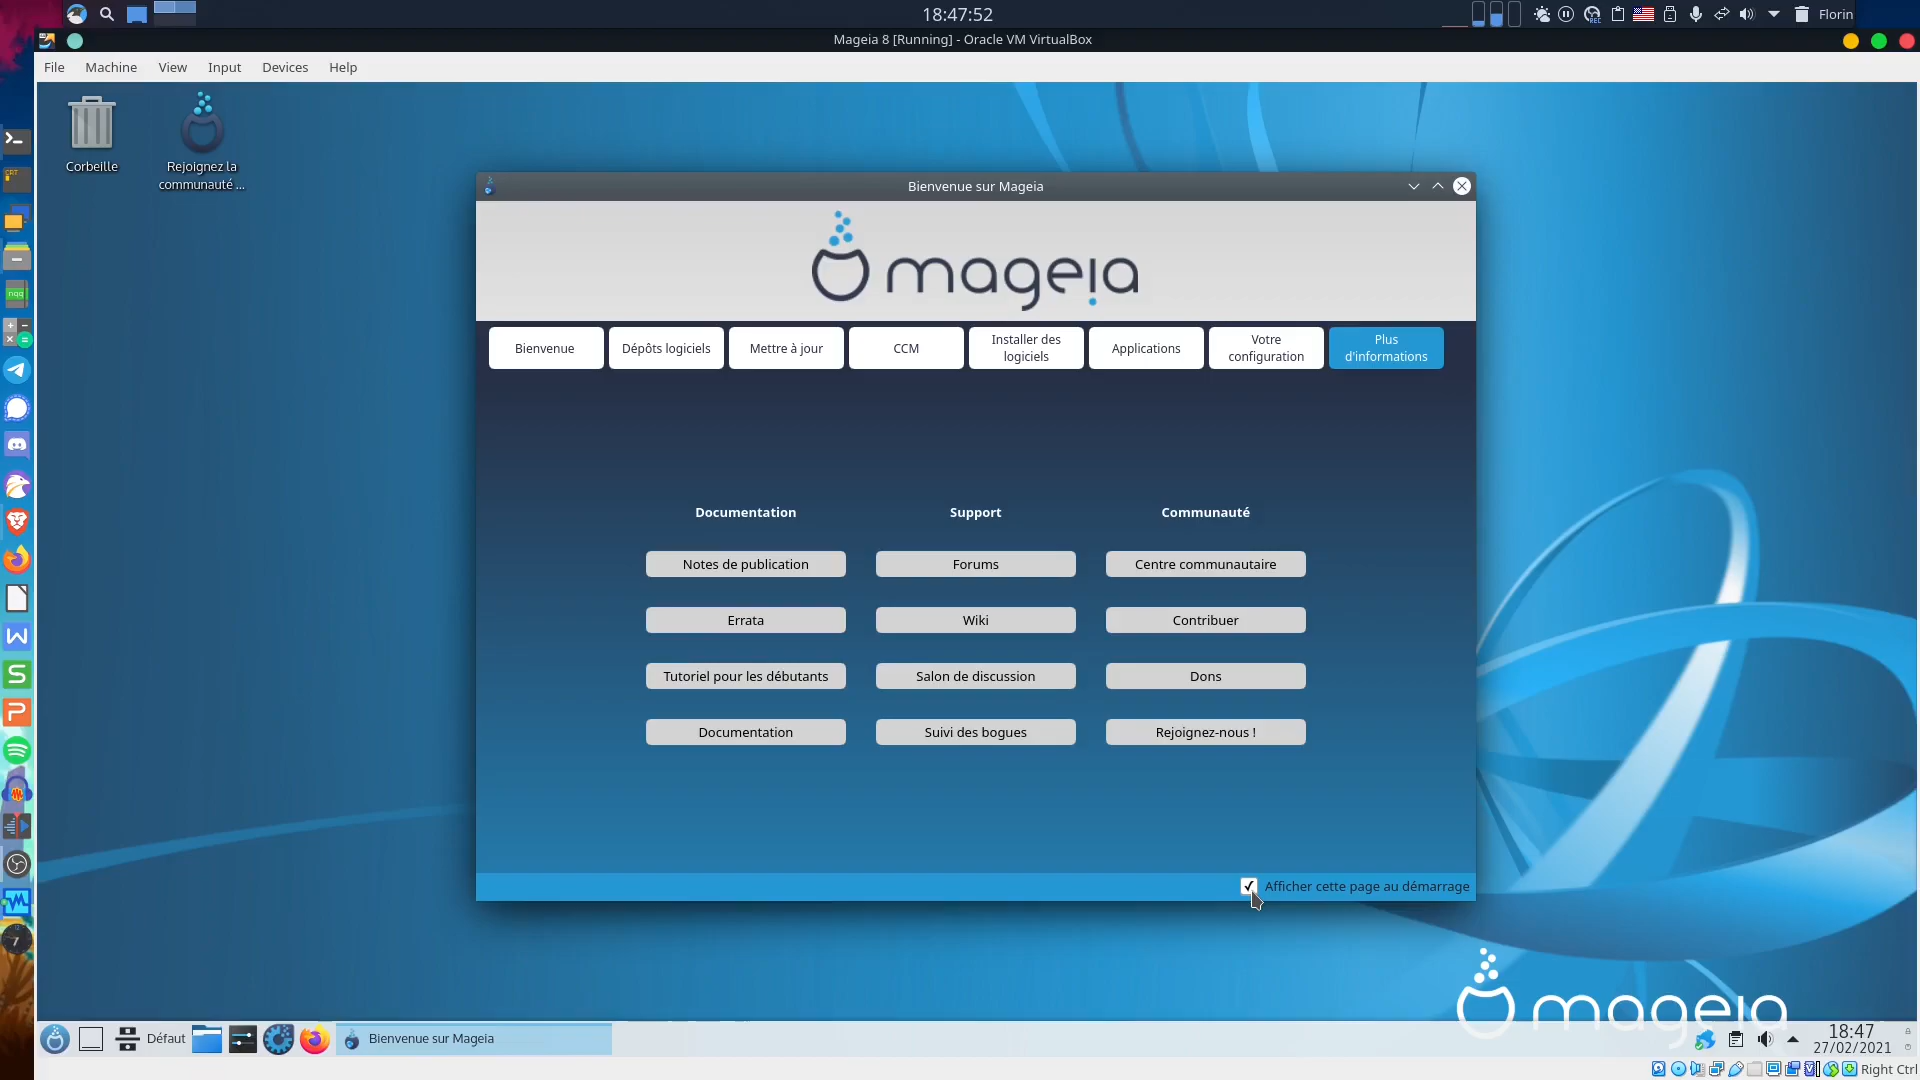 18:47:52
Florin
Mageia 8 [Running] - Oracle VM VirtualBox
File Machine View Input Devices Help
Corbeille
Rejoignez la
communauté ...
Bienvenue sur Mageia
mageia
Bienvenue
Dépôts logiciels
Mettre à jour
CCM
Installer des
logiciels
Applications
Votre
configuration
Plus
d'informations
Documentation
Notes de publication
Errata
Tutoriel pour les débutants
Documentation
Support
Forums
Wiki
Salon de discussion
Suivi des bogues
Communauté
Centre communautaire
Contribuer
Dons
Rejoignez-nous !
Afficher cette page au démarrage
mageia
Défaut
Bienvenue sur Mageia
18:47
27/02/2021
Right Ctrl